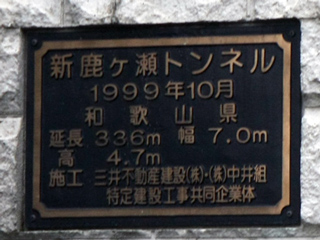 新鹿ヶ瀬トンネル
1999年10月
和歌山県
延長 336m 幅 7.0m
高 4.7m
施工 三井不動産建設(株)・(株)中井組
特定建設工事共同企業体